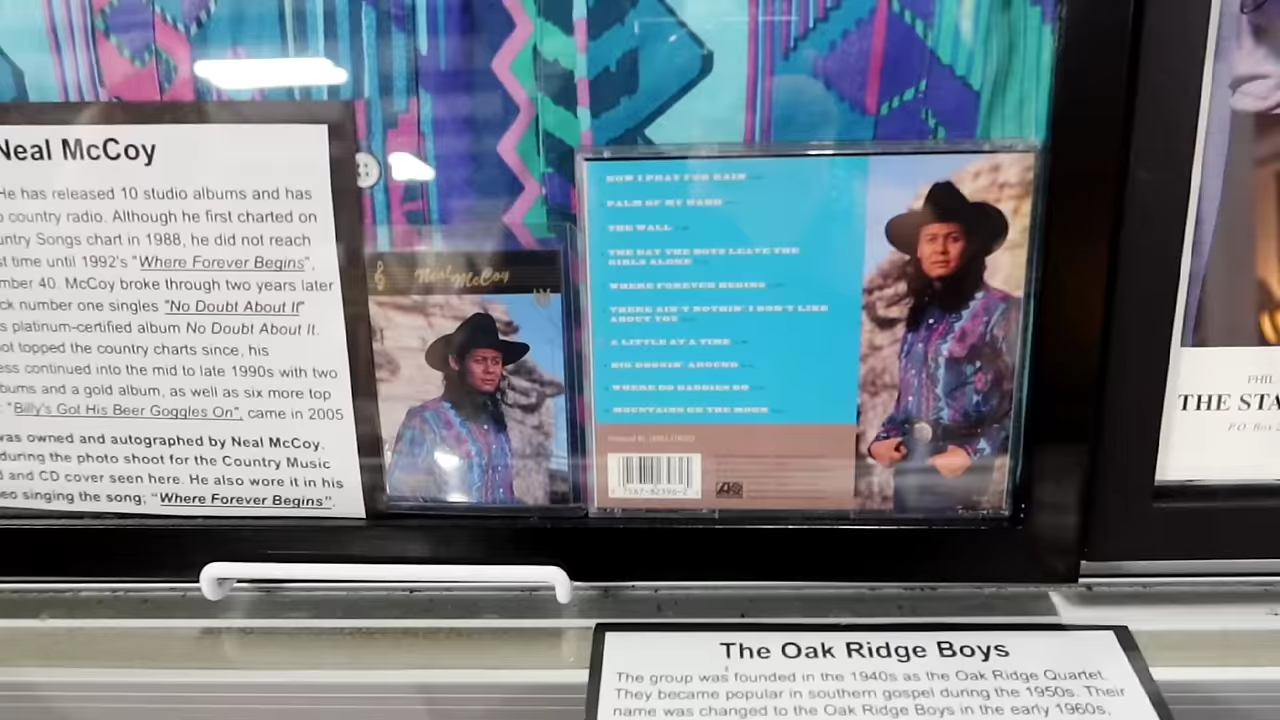 Neal McCoy
He has released 10 studio albums and has
country radio. Although he first charted on
untry Songs chart in 1988, he did not reach
st time until 1992's "Where Forever Begins",
mber 40. McCoy broke through two years later
ck number one singles "No Doubt About It"
s platinum-certified album No Doubt About It.
ot topped the country charts since, his
ess continued into the mid to late 1990s with two
bums and a gold album, as well as six more top
"Billy's Got His Beer Goggles On", came in 2005
was owned and autographed by Neal McCoy.
during the photo shoot for the Country Music
d and CD cover seen here. He also wore it in his
eo singing the song; "Where Forever Begins".
Neal McCoy
NOW I PRAY FOR RAIN
PALM OF MY HAND
THE WALL
THE DAY THE BOYS LEAVE THE
GIRLS ALONE
WHERE FOREVER BEGINS
THERE AIN'T NOTHIN' I DON'T LIKE
ABOUT YOU
A LITTLE AT A TIME
BIG DOGGIN' AROUND
WHERE DO DADDIES GO
MOUNTAINS ON THE MOON
7567-82396-2
PHIL
THE STA
P.O. Box 2
The Oak Ridge Boys
The group was founded in the 1940s as the Oak Ridge Quartet.
They became popular in southern gospel during the 1950s. Their
name was changed to the Oak Ridge Boys in the early 1960s,